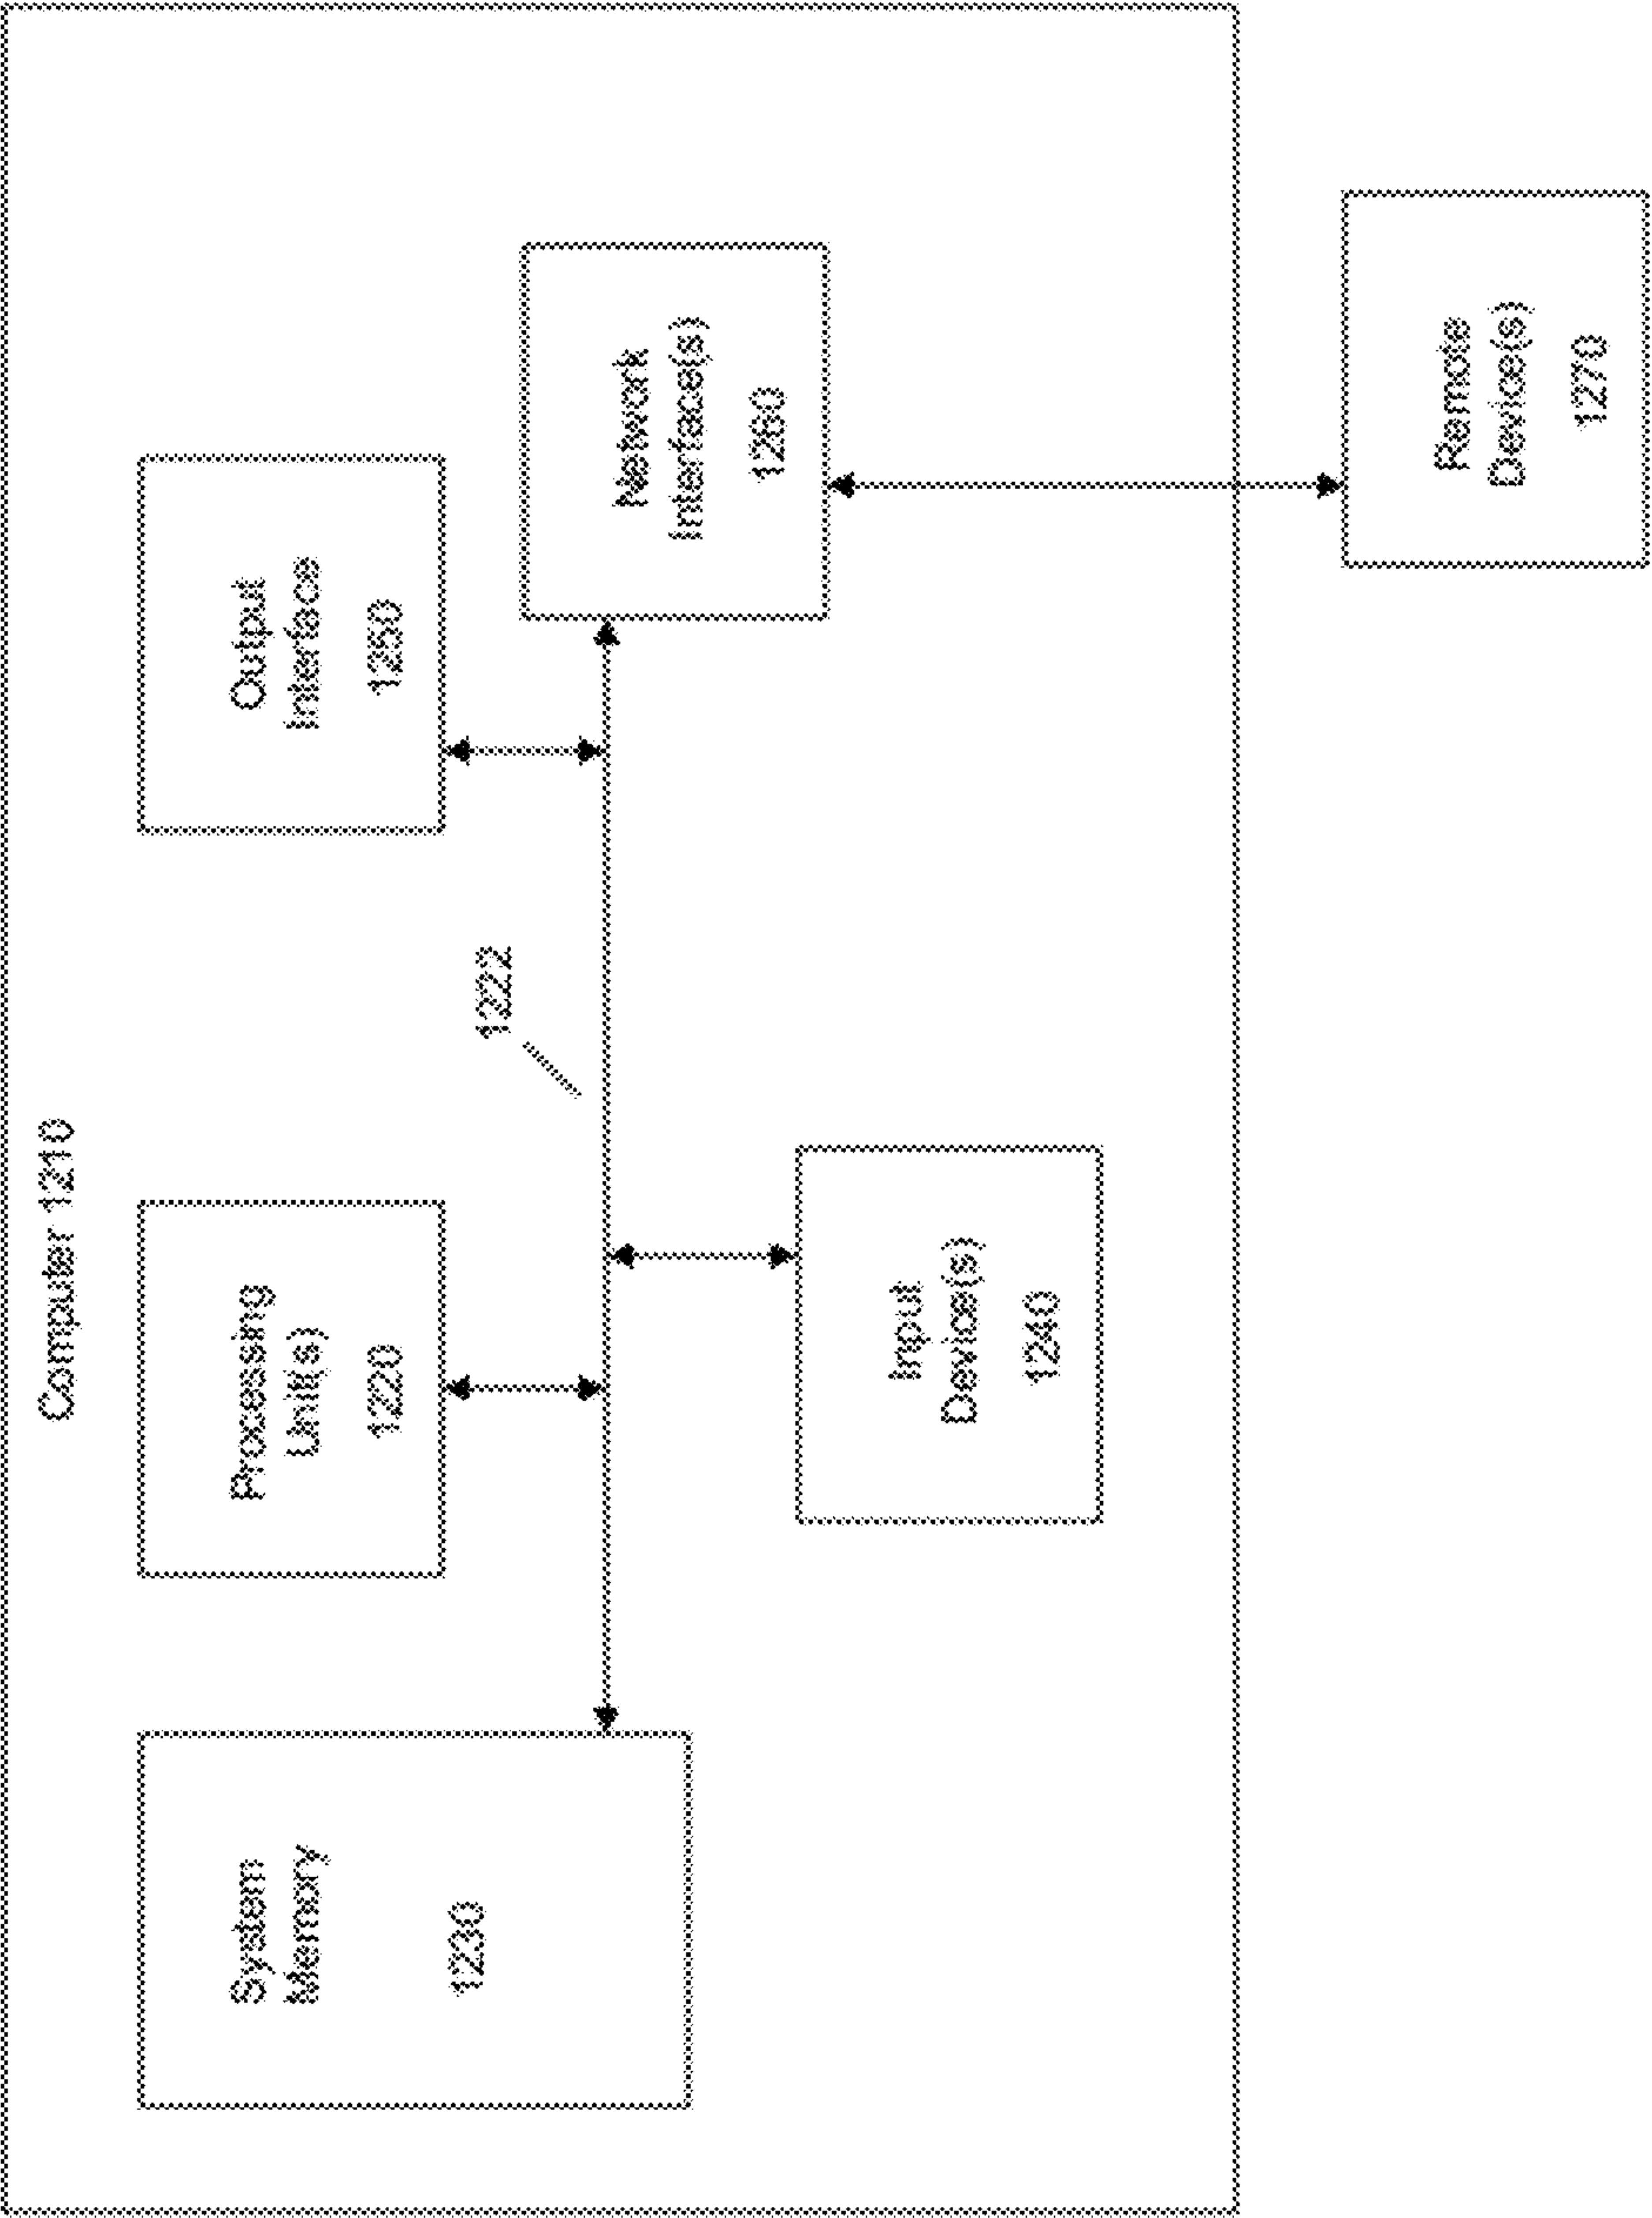 Computer 1210
System
Memory
1230
Processing
Unit(s)
1220
Output
Interface
1250
1222
Network
Interface(s)
1260
Input
Device(s)
1240
Remote
Device(s)
1270